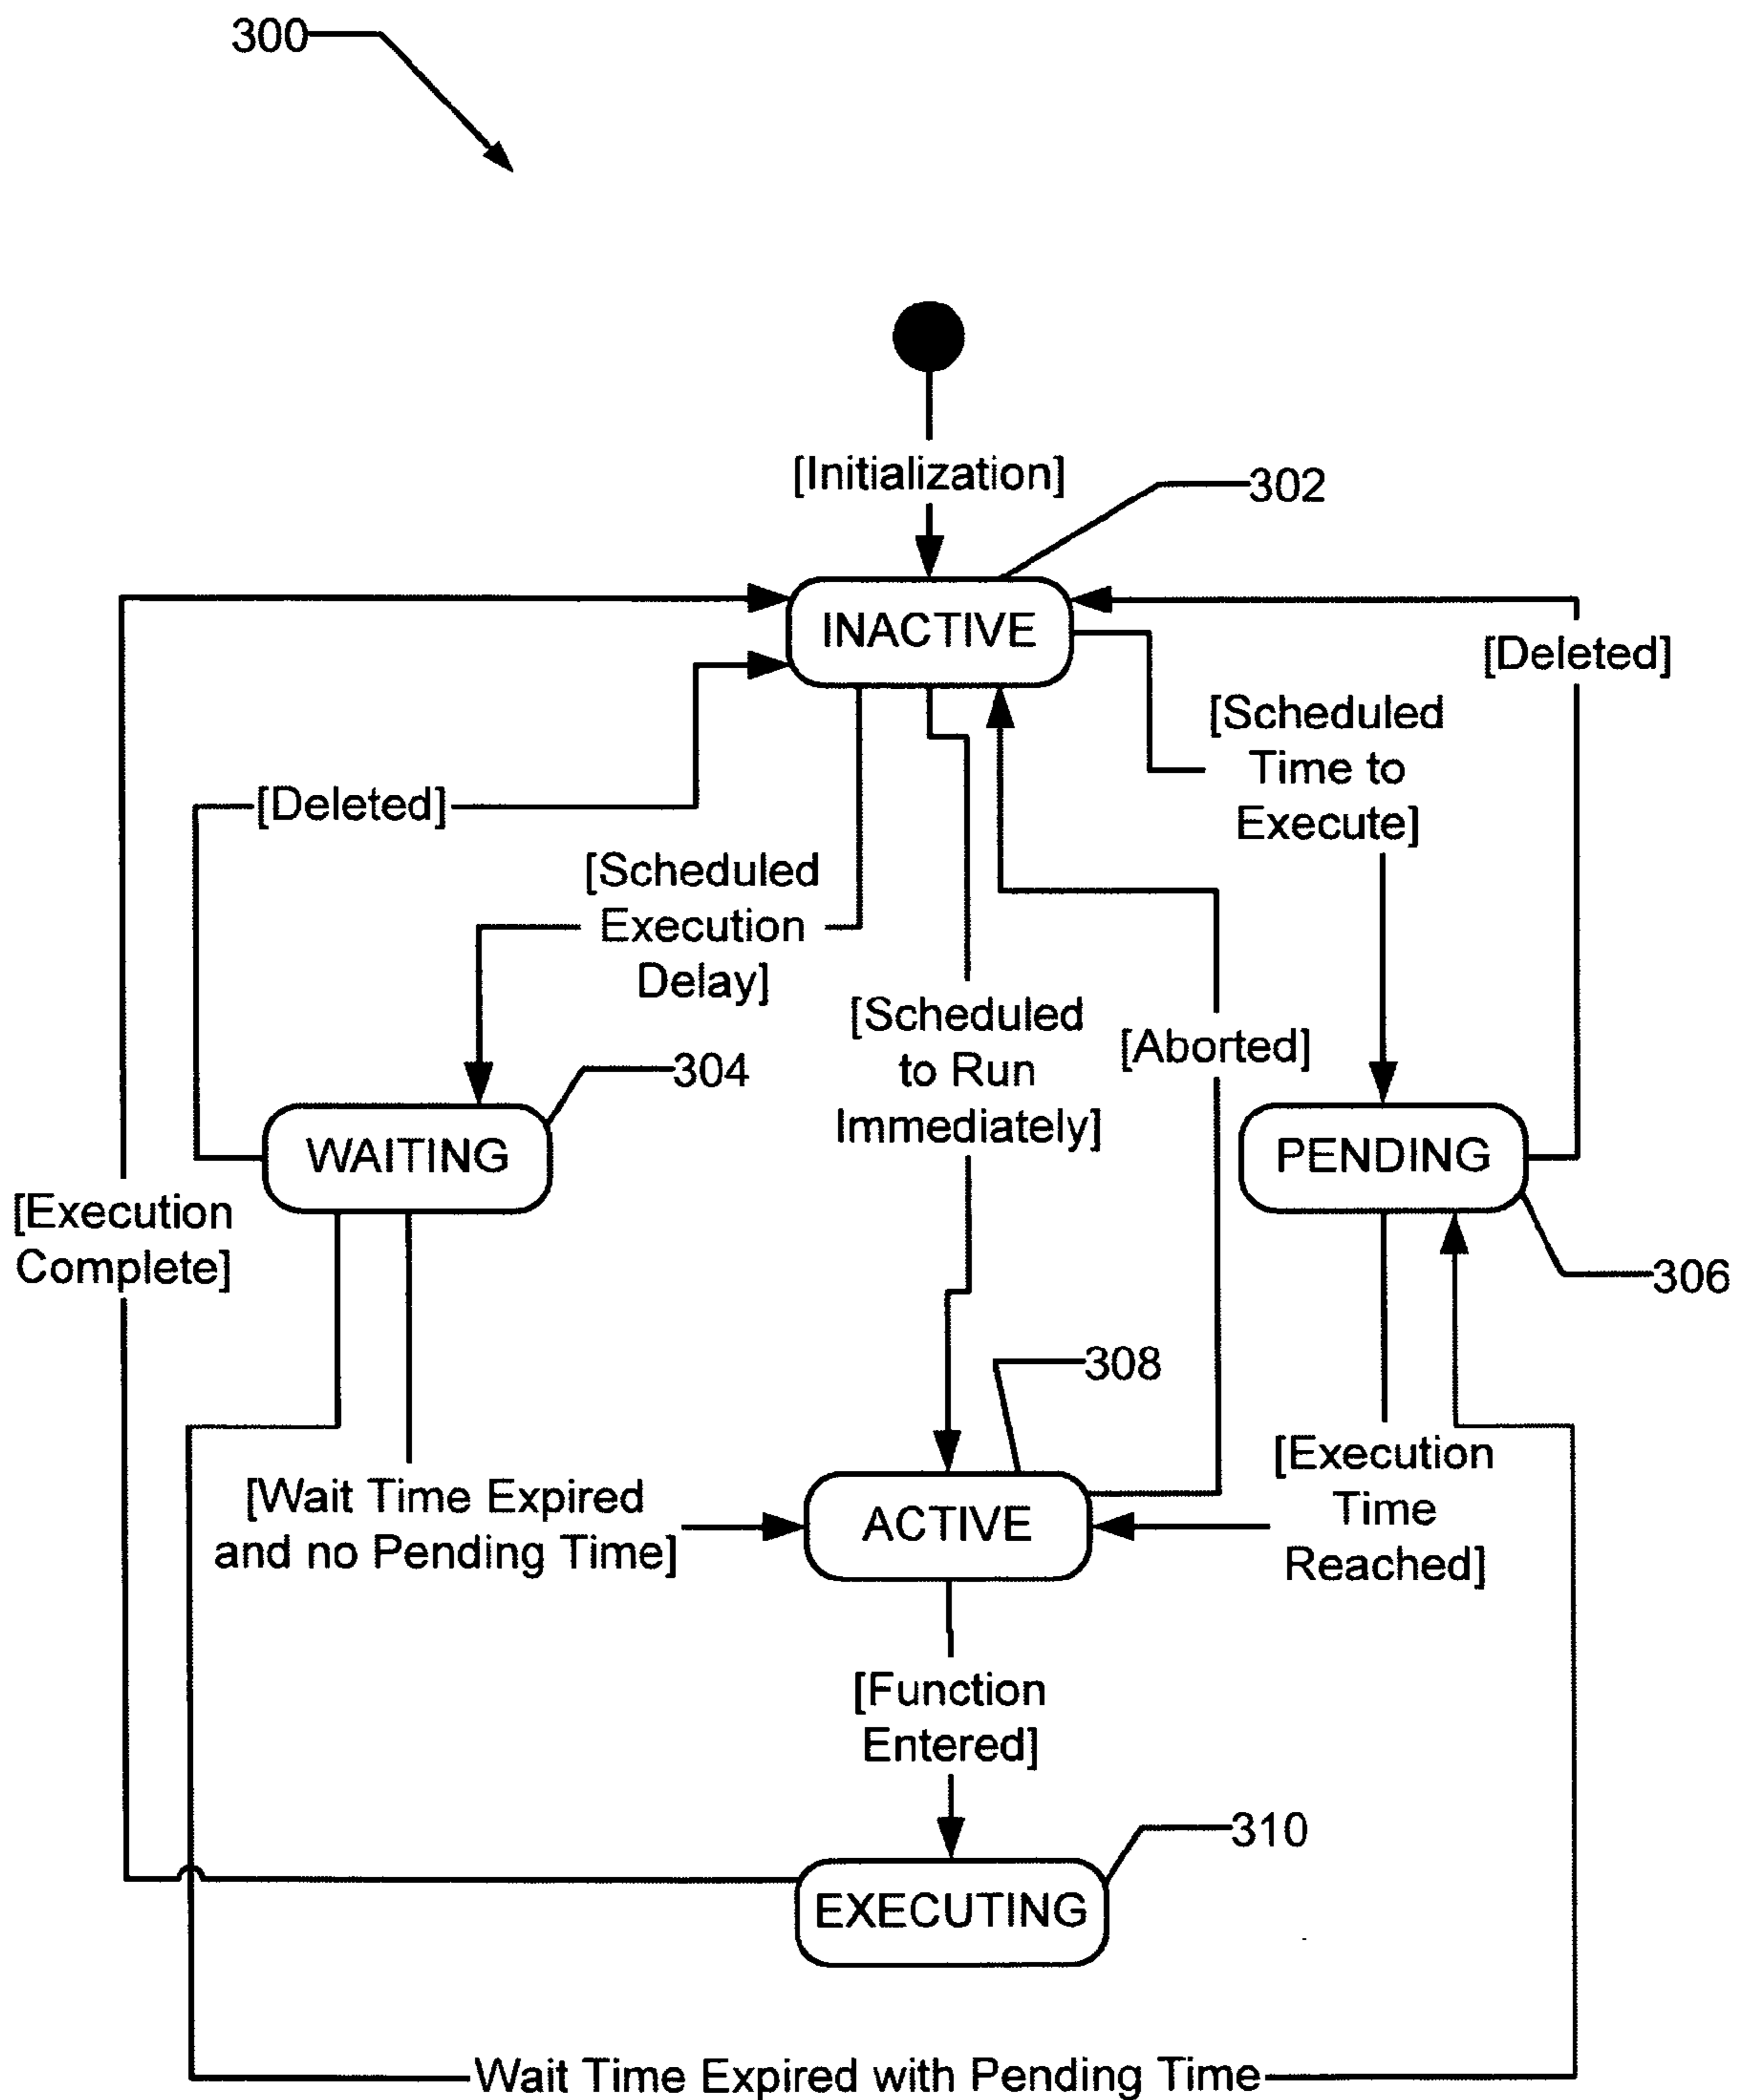 300
[Initialization]
302
INACTIVE
[Deleted]
[Scheduled
Time to
Execute]
[Deleted]
[Scheduled
Execution
Delay]
[Scheduled
to Run
Immediately]
[Aborted]
304
WAITING
PENDING
[Execution
Complete]
306
308
[Wait Time Expired
and no Pending Time]
ACTIVE
[Execution
Time
Reached]
[Function
Entered]
310
EXECUTING
Wait Time Expired with Pending Time